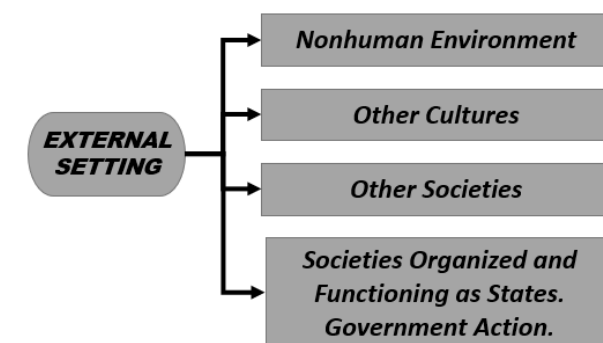 EXTERNAL
SETTING
Nonhuman Environment
Other Cultures
Other Societies
Societies Organized and
Functioning as States.
Government Action.